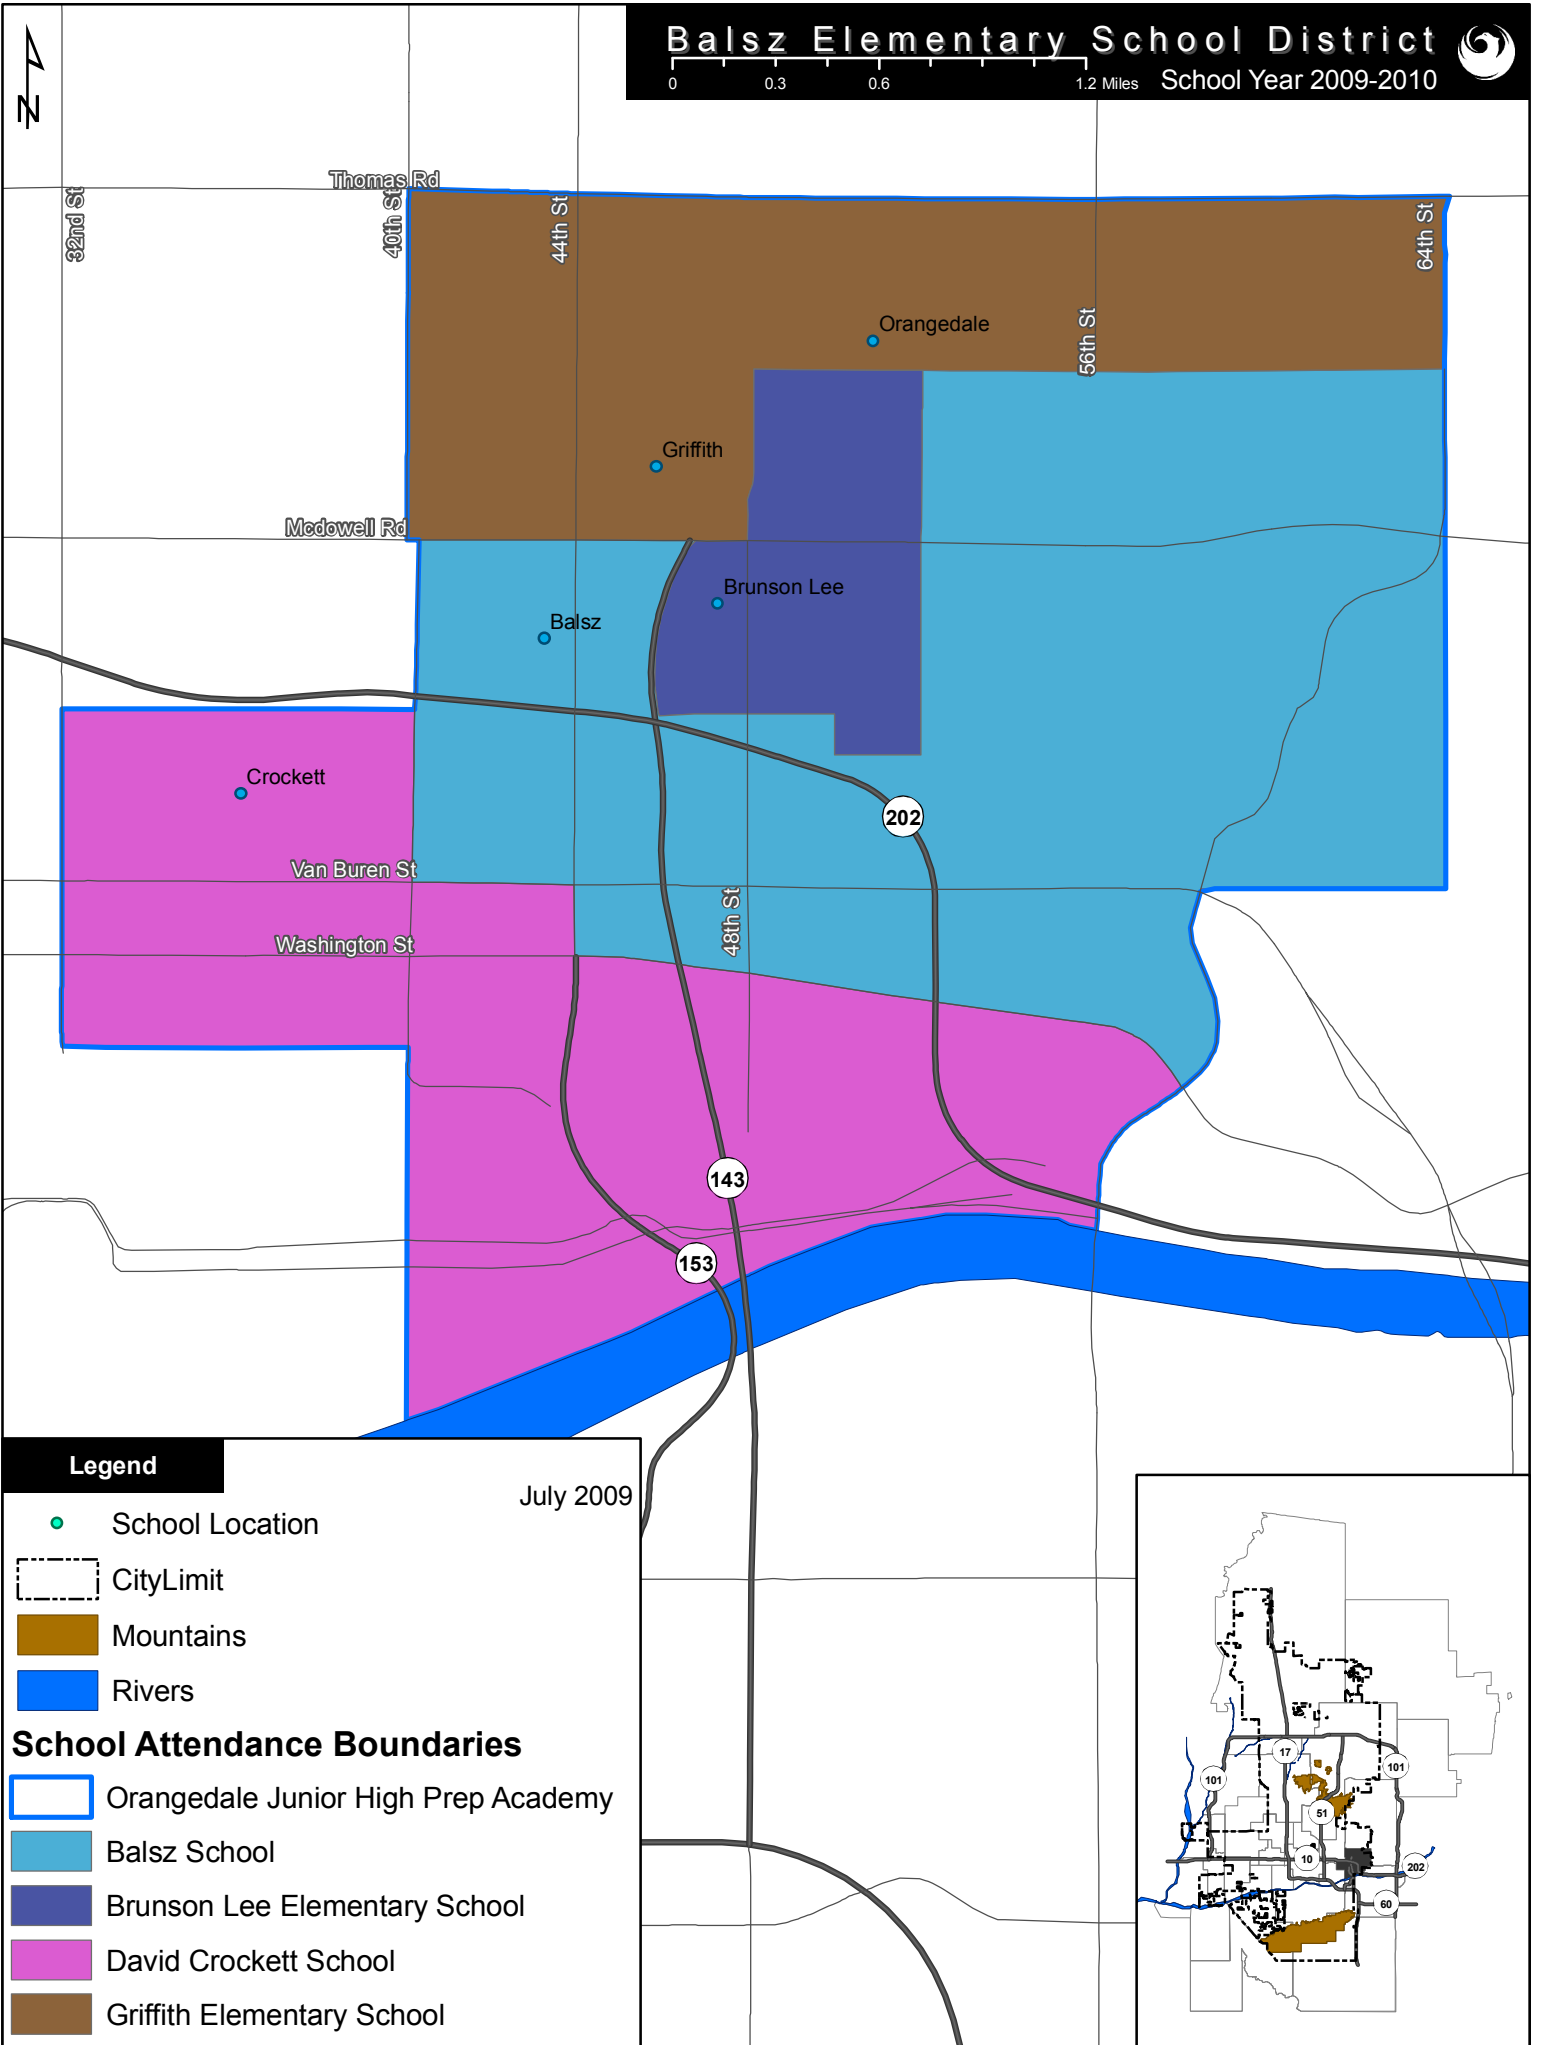 Balsz Elementary School District
0 0.3 0.6 1.2 Miles
School Year 2009-2010
N
Thomas Rd
32nd St
40th St
44th St
64th St
Orangedale
56th St
Griffith
Mcdowell Rd
Brunson Lee
Balsz
Crockett
202
Van Buren St
48th St
Washington St
143
153
Legend
July 2009
School Location
CityLimit
Mountains
Rivers
School Attendance Boundaries
Orangedale Junior High Prep Academy
Balsz School
Brunson Lee Elementary School
David Crockett School
Griffith Elementary School
17
101
101
51
10
202
60